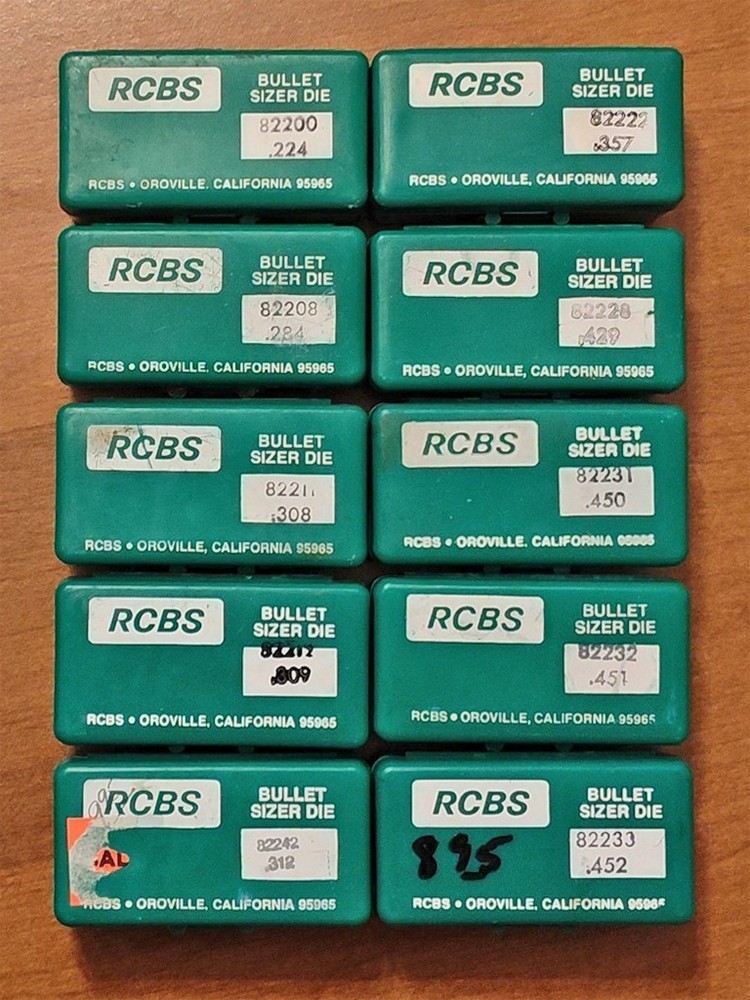 RCBS
BULLET
SIZER DIE
82200
.224
RCBS • OROVILLE. CALIFORNIA 95965
RCBS
BULLET
SIZER DIE
82222
.357
RCBS • OROVILLE, CALIFORNIA 95965
RCBS
BULLET
SIZER DIE
82208
.284
RCBS • OROVILLE, CALIFORNIA 95965
RCBS
BULLET
SIZER DIE
82228
.429
RCBS • OROVILLE, CALIFORNIA 95965
RCBS
BULLET
SIZER DIE
82211
.308
RCBS • OROVILLE, CALIFORNIA 95965
RCBS
BULLET
SIZER DIE
82231
.450
RCBS • OROVILLE. CALIFORNIA
RCBS
BULLET
SIZER DIE
82212
.309
RCBS • OROVILLE, CALIFORNIA 95965
RCBS
BULLET
SIZER DIE
82232
.451
RCBS • OROVILLE, CALIFORNIA 95965
RCBS
BULLET
SIZER DIE
82242
.312
RCBS • OROVILLE, CALIFORNIA 95965
RCBS
BULLET
SIZER DIE
895
82233
.452
RCBS • OROVILLE, CALIFORNIA 95965